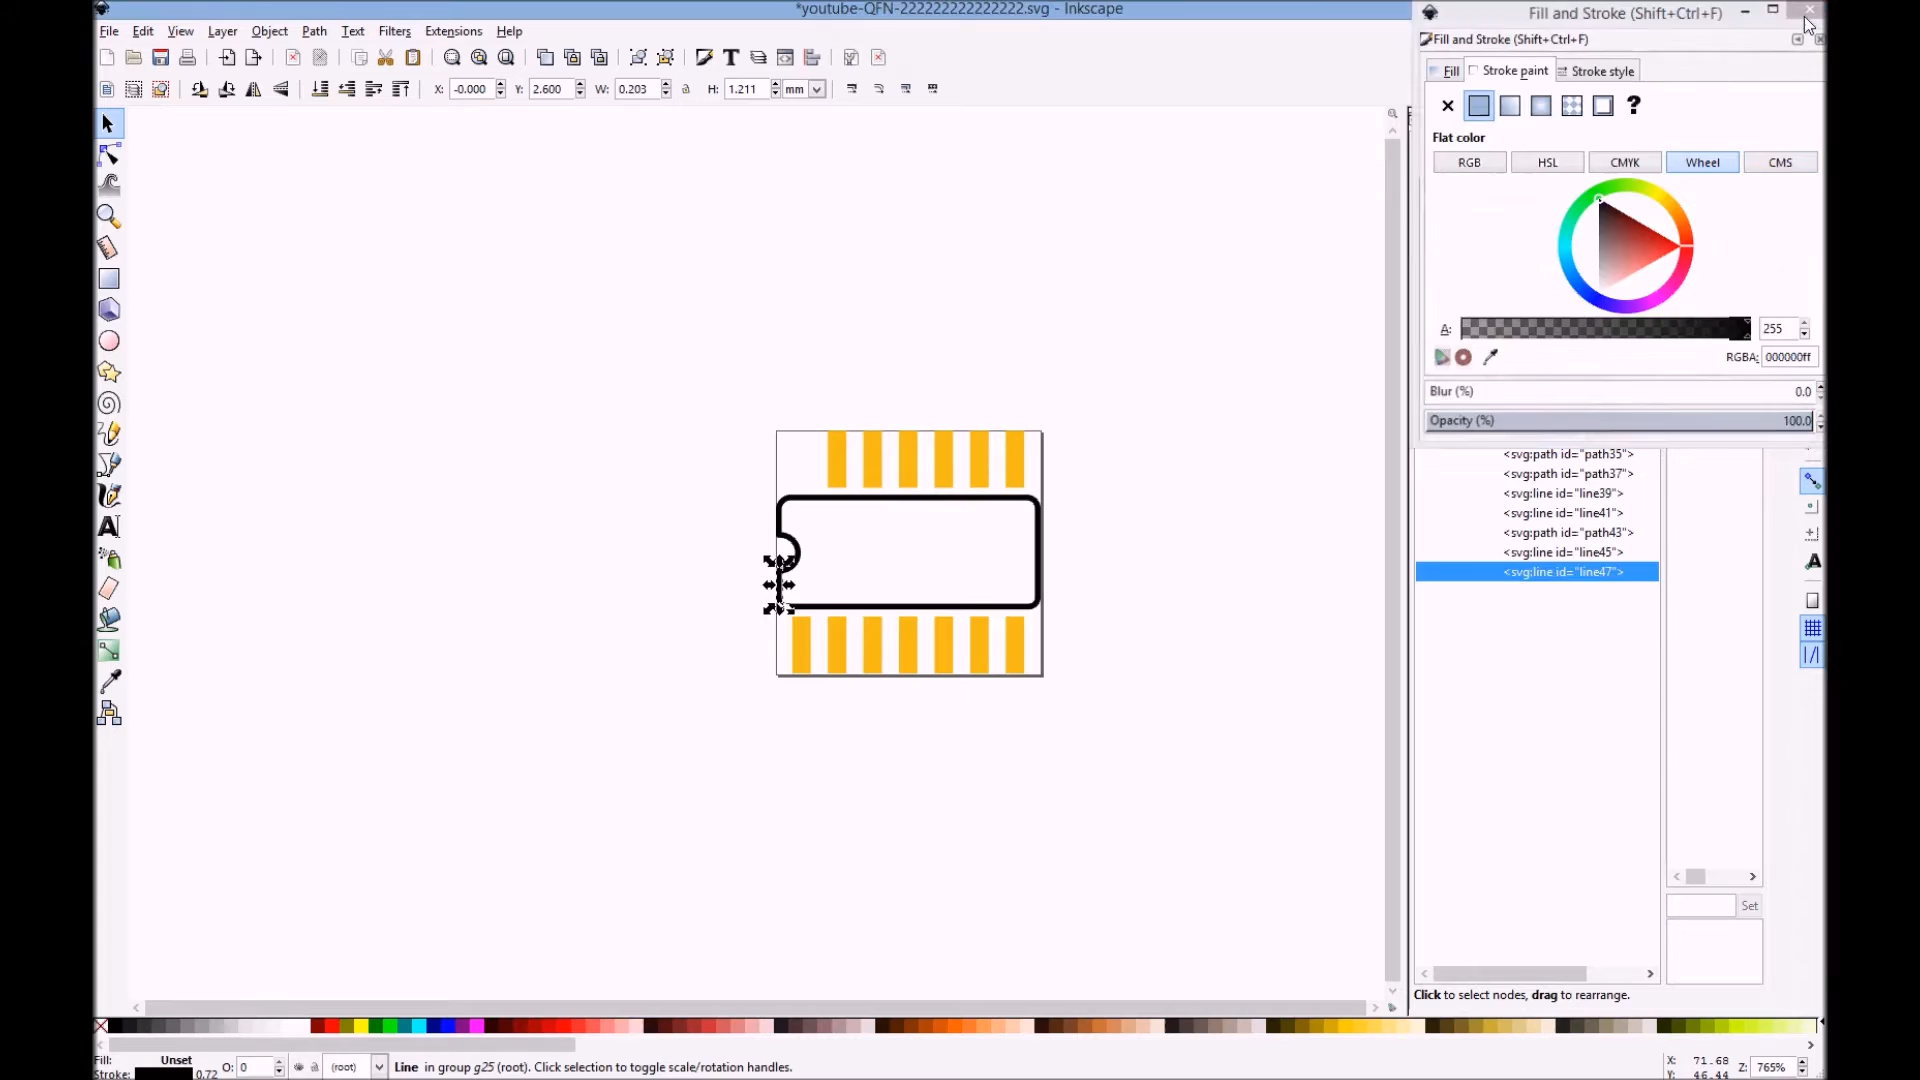 *youtube-QFN-222222222222222.svg - Inkscape
Fill and Stroke (Shift+Ctrl+F)
File Edit View Layer Object Path Text Filters Extensions Help
Fill and Stroke (Shift+Ctrl+F)
X: -0.000 Y: 2.600 W: 0.203 H: 1.211 mm
Fill Stroke paint Stroke style
Flat color
RGB HSL CMYK Wheel CMS
A: 255
RGBA: 000000ff
Blur (%) 0.0
Opacity (%) 100.0
<svg:path id="path35">
<svg:path id="path37">
<svg:line id="line39">
<svg:line id="line41">
<svg:path id="path43">
<svg:line id="line45">
<svg:line id="line47">
Set
Click to select nodes, drag to rearrange.
Fill: Unset
Stroke: 0.72 O: 0 (root) Line in group g25 (root). Click selection to toggle scale/rotation handles.
X: 71.68
Y: 46.44
Z: 765%